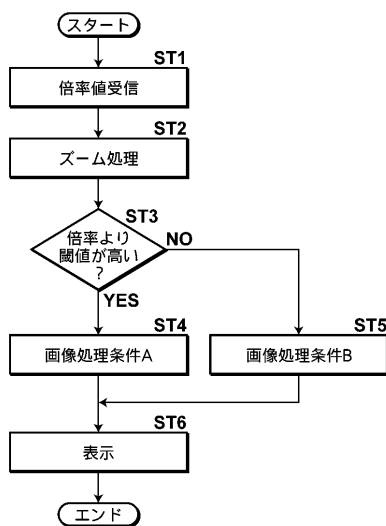 スタート
ST1
倍率値受信
ST2
ズーム処理
ST3
倍率より
閾値が高い
?
NO
YES
ST4
画像処理条件A
ST5
画像処理条件B
ST6
表示
エンド